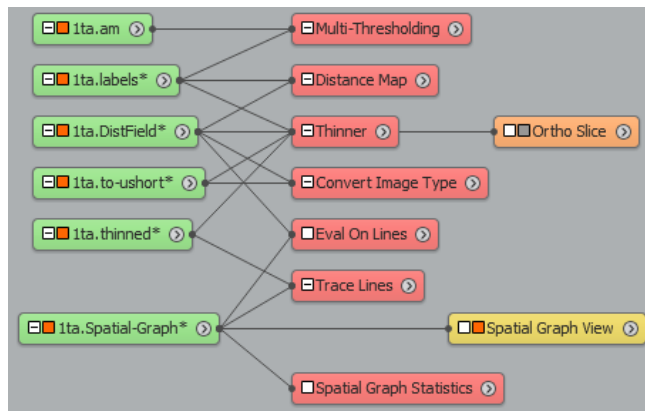 1ta.am
Multi-Thresholding
1ta.labels*
Distance Map
1ta.DistField*
Thinner
Ortho Slice
1ta.to-ushort*
Convert Image Type
1ta.thinned*
Eval On Lines
Trace Lines
1ta.Spatial-Graph*
Spatial Graph View
Spatial Graph Statistics